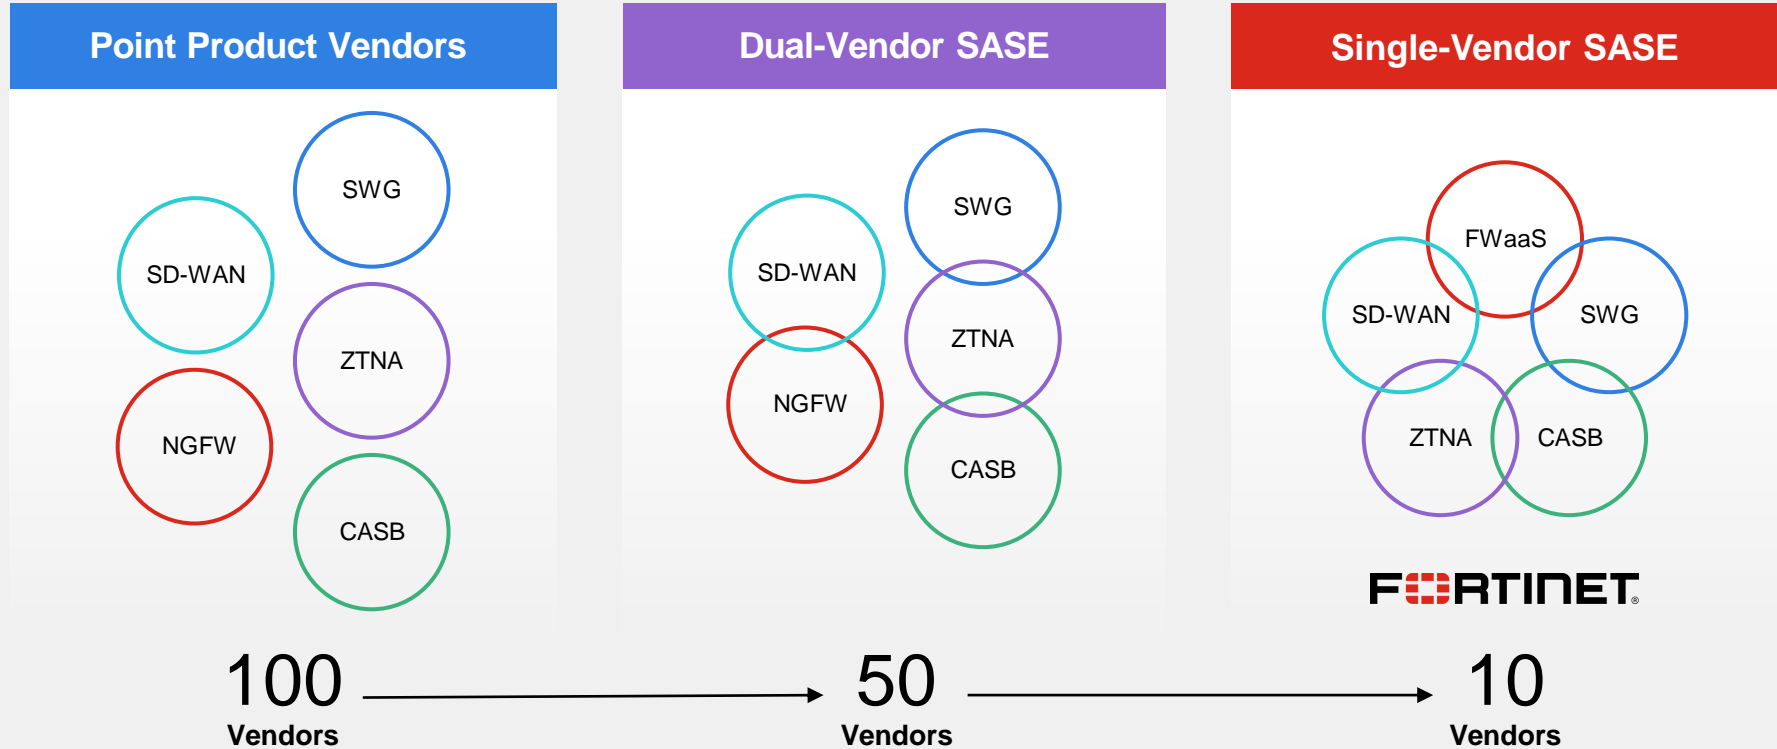 Point Product Vendors
SWG
SD-WAN
ZTNA
NGFW
CASB
Dual-Vendor SASE
SWG
SD-WAN
ZTNA
NGFW
CASB
Single-Vendor SASE
FWaaS
SD-WAN
SWG
ZTNA
CASB
FORTINET®
100
Vendors
50
Vendors
10
Vendors